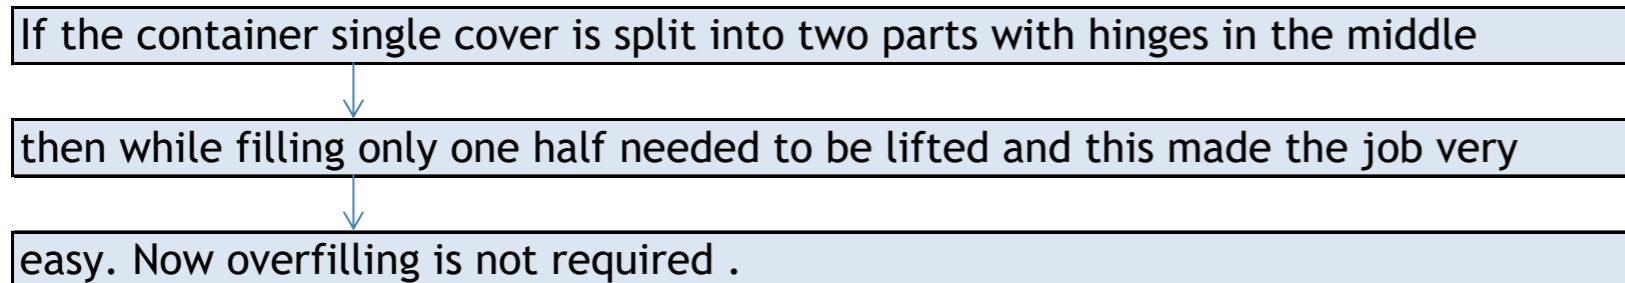 If the container single cover is split into two parts with hinges in the middle
then while filling only one half needed to be lifted and this made the job very
easy. Now overfilling is not required .